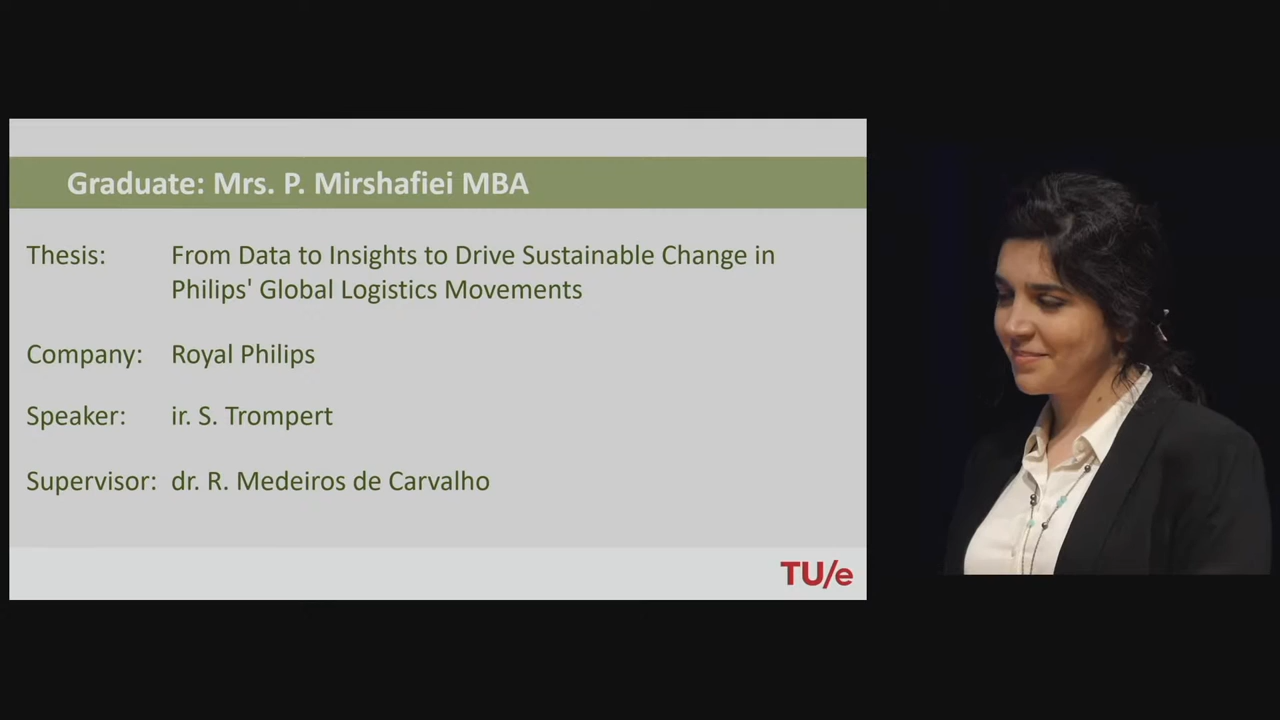 Graduate: Mrs. P. Mirshafiei MBA
Thesis: From Data to Insights to Drive Sustainable Change in
Philips' Global Logistics Movements
Company: Royal Philips
Speaker: ir. S. Trompert
Supervisor: dr. R. Medeiros de Carvalho
TU/e